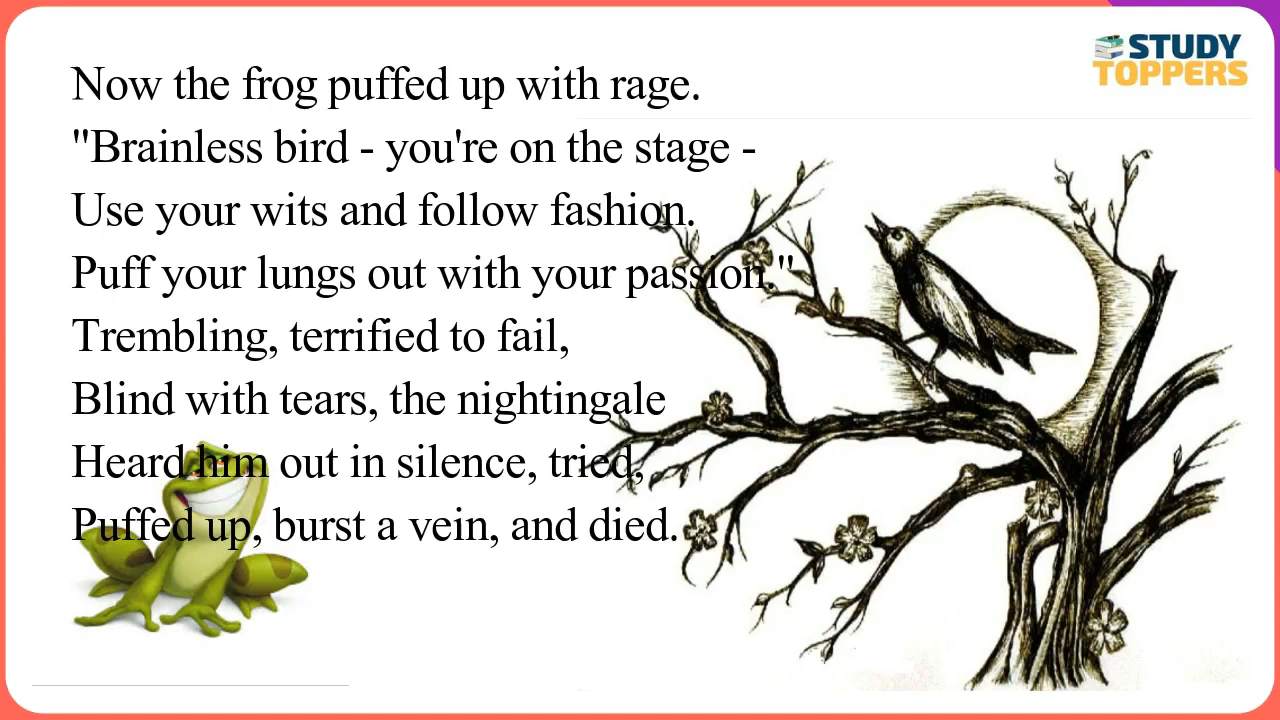 STUDY
TOPPERS
Now the frog puffed up with rage.
"Brainless bird - you're on the stage -
Use your wits and follow fashion.
Puff your lungs out with your passion."
Trembling, terrified to fail,
Blind with tears, the nightingale
Heard him out in silence, tried,
Puffed up, burst a vein, and died.